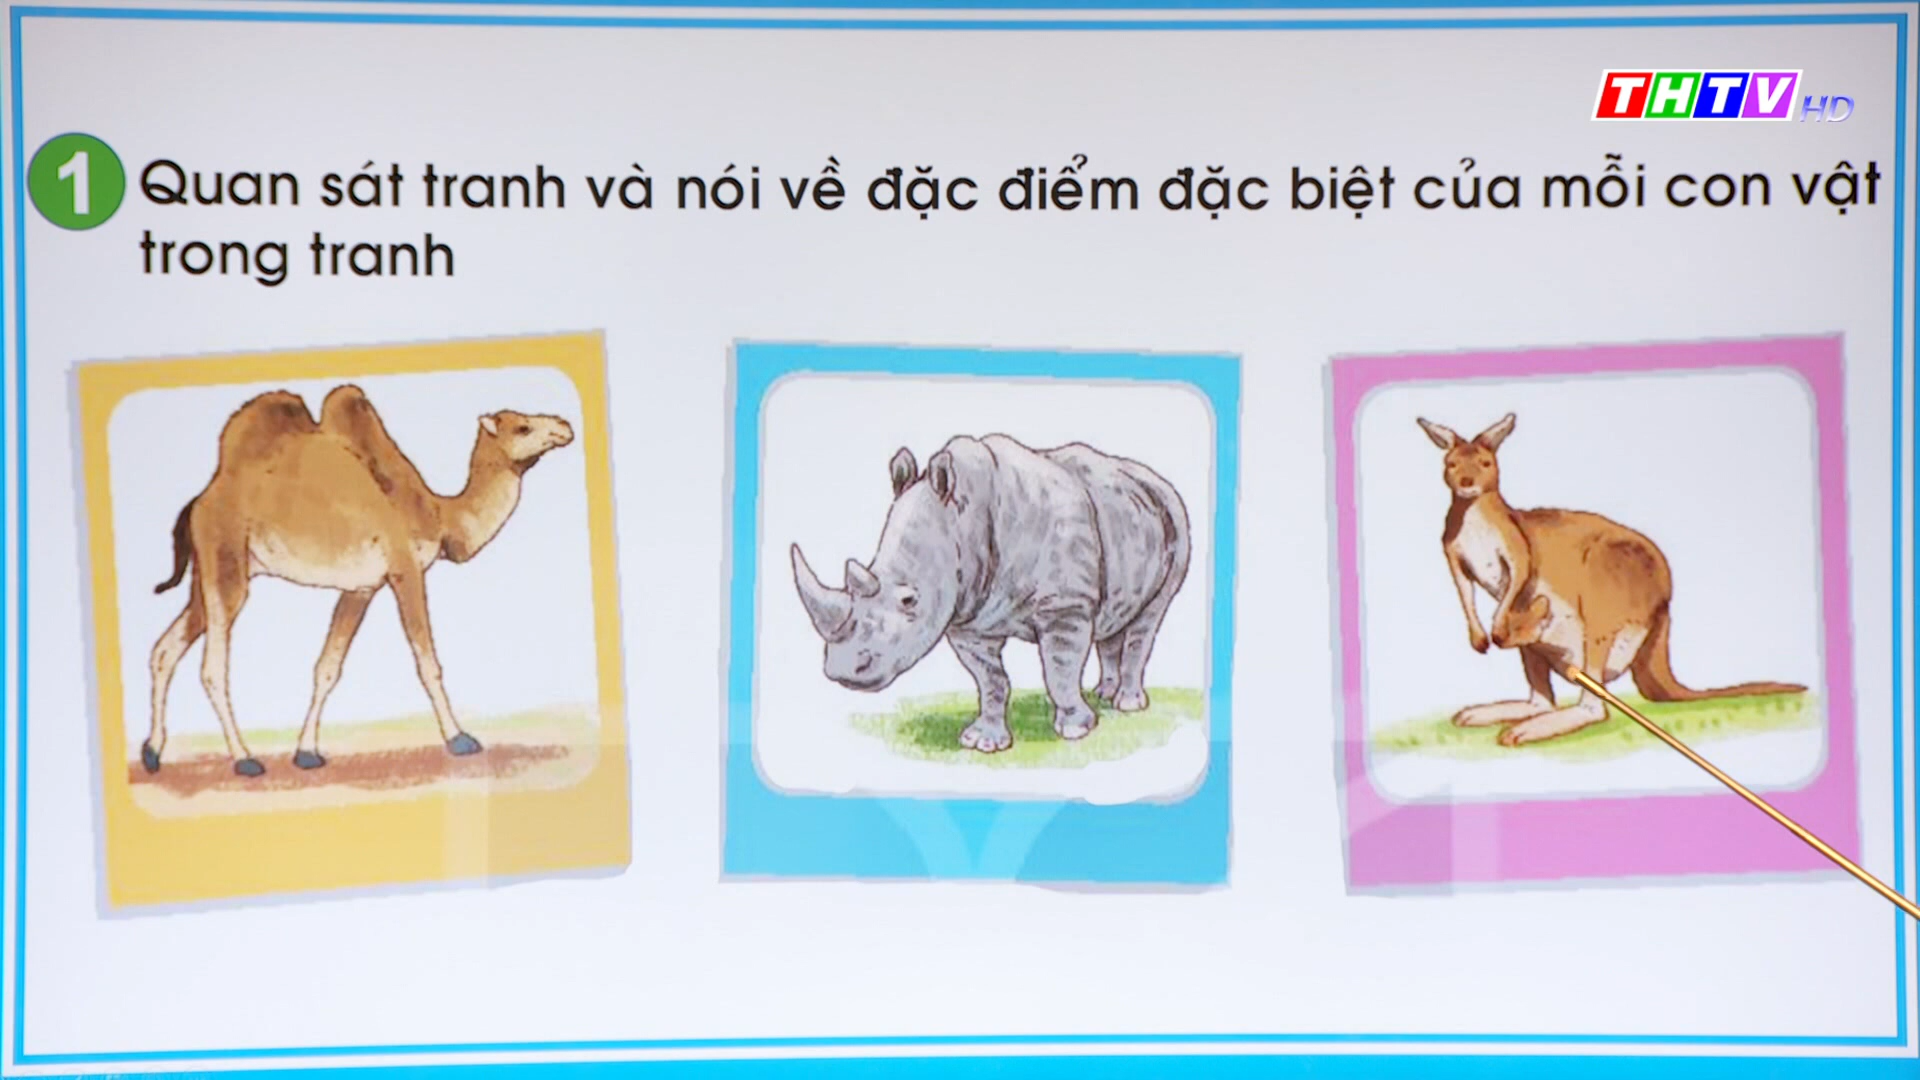 THTV HD
1 Quan sát tranh và nói về đặc điểm đặc biệt của mỗi con vật
trong tranh